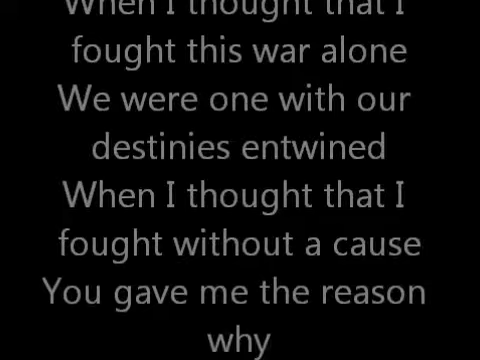 When I thought that I
fought this war alone
We were one with our
destinies entwined
When I thought that I
fought without a cause
You gave me the reason
why